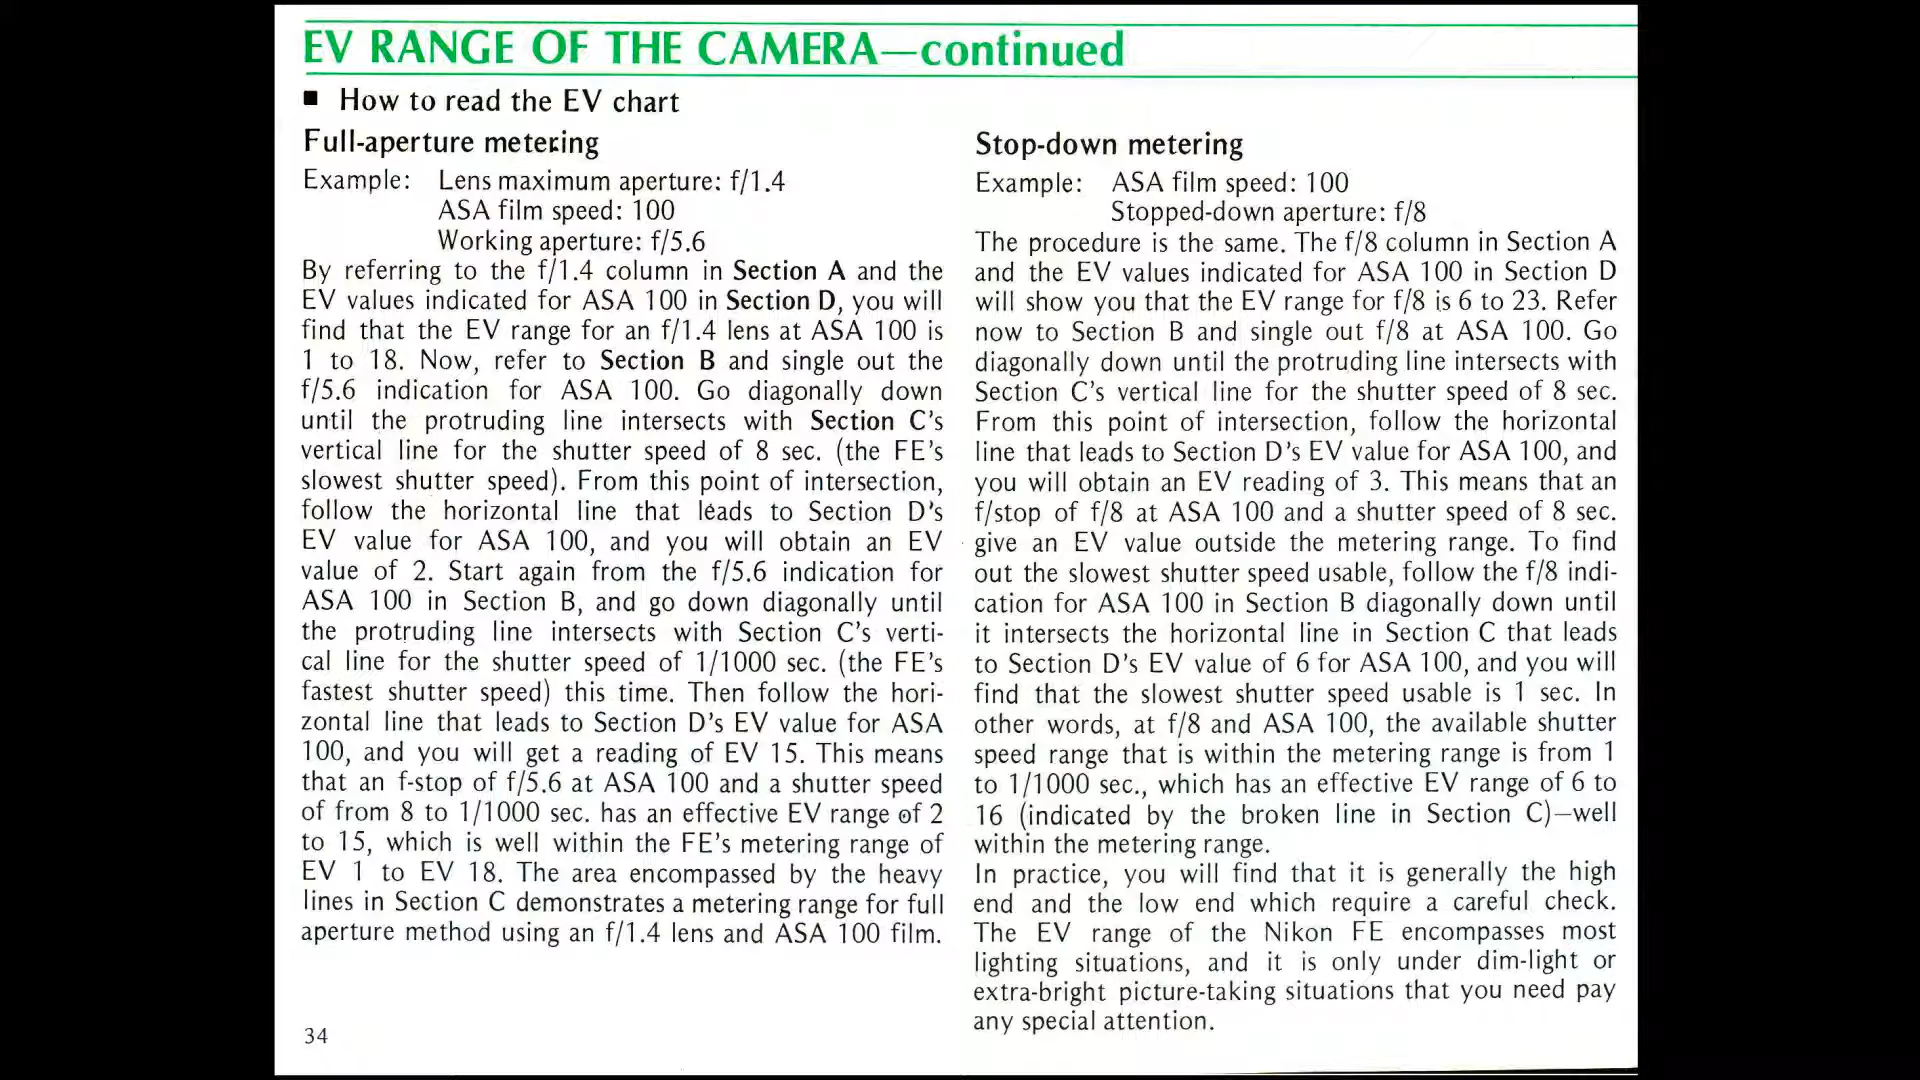 EV RANGE OF THE CAMERA—continued
■ How to read the EV chart
Full-aperture metering
Example: Lens maximum aperture: f/1.4
ASA film speed: 100
Working aperture: f/5.6
By referring to the f/1.4 column in Section A and the
EV values indicated for ASA 100 in Section D, you will
find that the EV range for an f/1.4 lens at ASA 100 is
1 to 18. Now, refer to Section B and single out the
f/5.6 indication for ASA 100. Go diagonally down
until the protruding line intersects with Section C's
vertical line for the shutter speed of 8 sec. (the FE's
slowest shutter speed). From this point of intersection,
follow the horizontal line that leads to Section D's
EV value for ASA 100, and you will obtain an EV
value of 2. Start again from the f/5.6 indication for
ASA 100 in Section B, and go down diagonally until
the protruding line intersects with Section C's verti-
cal line for the shutter speed of 1/1000 sec. (the FE's
fastest shutter speed) this time. Then follow the hori-
zontal line that leads to Section D's EV value for ASA
100, and you will get a reading of EV 15. This means
that an f-stop of f/5.6 at ASA 100 and a shutter speed
of from 8 to 1/1000 sec. has an effective EV range of 2
to 15, which is well within the FE's metering range of
EV 1 to EV 18. The area encompassed by the heavy
lines in Section C demonstrates a metering range for full
aperture method using an f/1.4 lens and ASA 100 film.
34
Stop-down metering
Example: ASA film speed: 100
Stopped-down aperture: f/8
The procedure is the same. The f/8 column in Section A
and the EV values indicated for ASA 100 in Section D
will show you that the EV range for f/8 is 6 to 23. Refer
now to Section B and single out f/8 at ASA 100. Go
diagonally down until the protruding line intersects with
Section C's vertical line for the shutter speed of 8 sec.
From this point of intersection, follow the horizontal
line that leads to Section D's EV value for ASA 100, and
you will obtain an EV reading of 3. This means that an
f/stop of f/8 at ASA 100 and a shutter speed of 8 sec.
give an EV value outside the metering range. To find
out the slowest shutter speed usable, follow the f/8 indi-
cation for ASA 100 in Section B diagonally down until
it intersects the horizontal line in Section C that leads
to Section D's EV value of 6 for ASA 100, and you will
find that the slowest shutter speed usable is 1 sec. In
other words, at f/8 and ASA 100, the available shutter
speed range that is within the metering range is from 1
to 1/1000 sec., which has an effective EV range of 6 to
16 (indicated by the broken line in Section C)—well
within the metering range.
In practice, you will find that it is generally the high
end and the low end which require a careful check.
The EV range of the Nikon FE encompasses most
lighting situations, and it is only under dim-light or
extra-bright picture-taking situations that you need pay
any special attention.